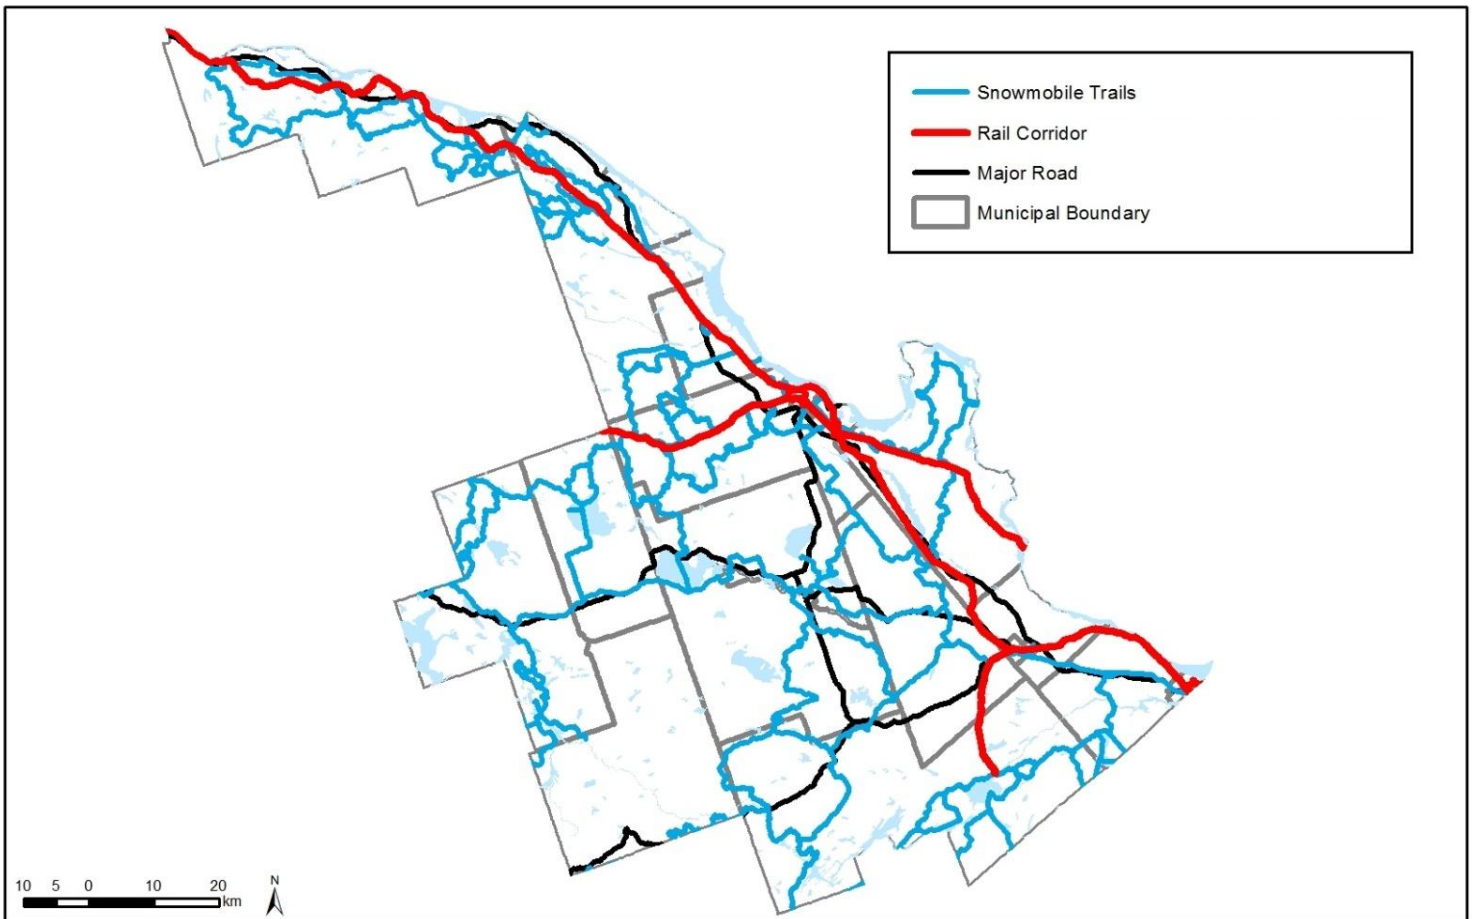 Snowmobile Trails
Rail Corridor
Major Road
Municipal Boundary
10 5 0 10 20
km
N